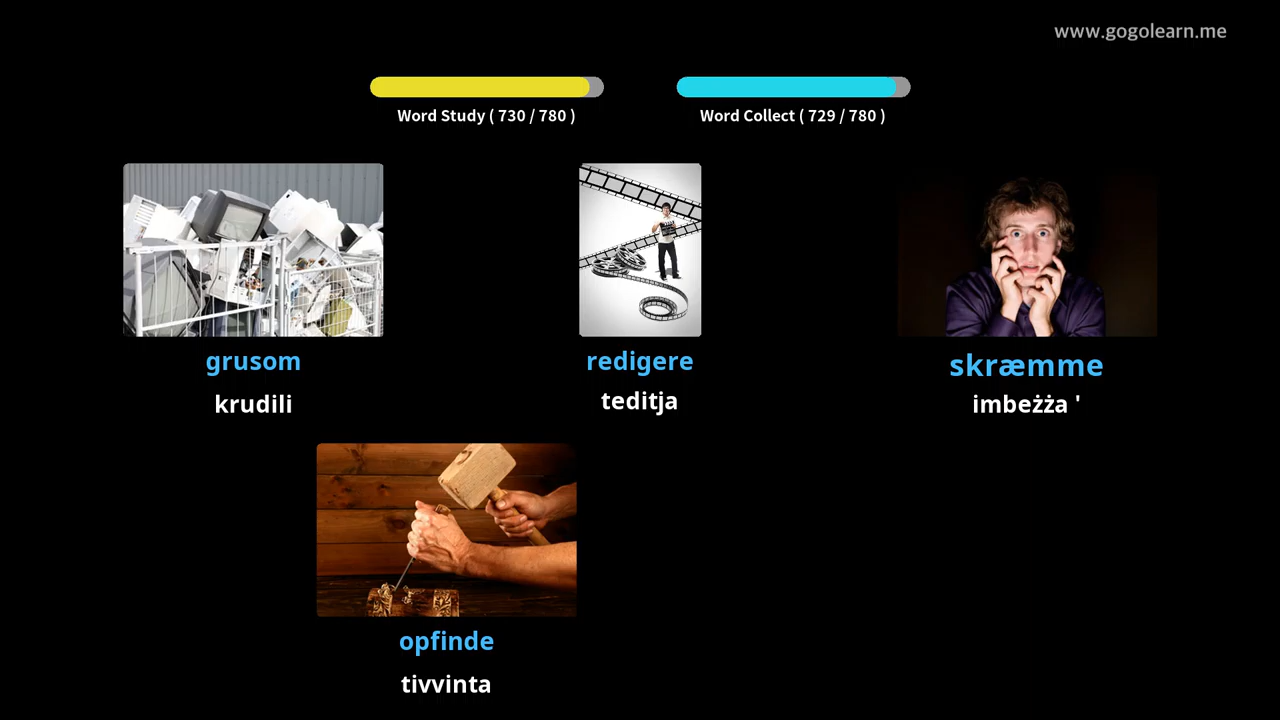 www.gogolearn.me
Word Study ( 730 / 780 )
Word Collect ( 729 / 780 )
grusom
krudili
redigere
teditja
skræmme
imbeżża '
opfinde
tivvinta